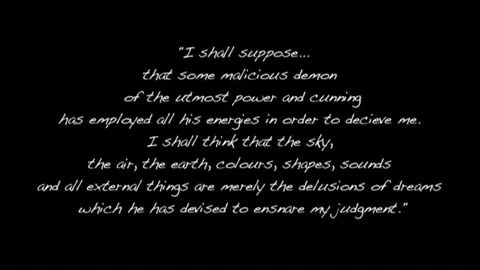 "I shall suppose...
that some malicious demon
of the utmost power and cunning
has employed all his energies in order to decieve me.
I shall think that the sky,
the air, the earth, colours, shapes, sounds
and all external things are merely the delusions of dreams
which he has devised to ensnare my judgment."